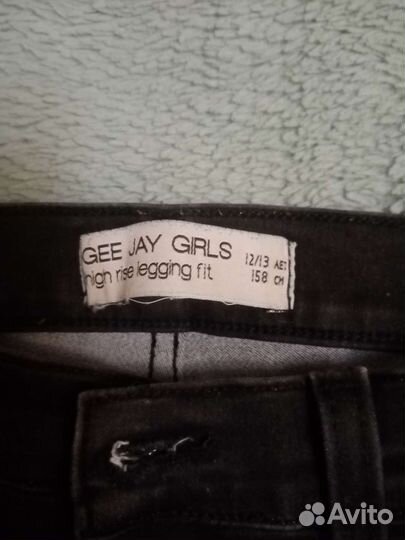 GEE JAY GIRLS 12/13 ЛЕТ
high rise legging fit 158 СМ
Avito